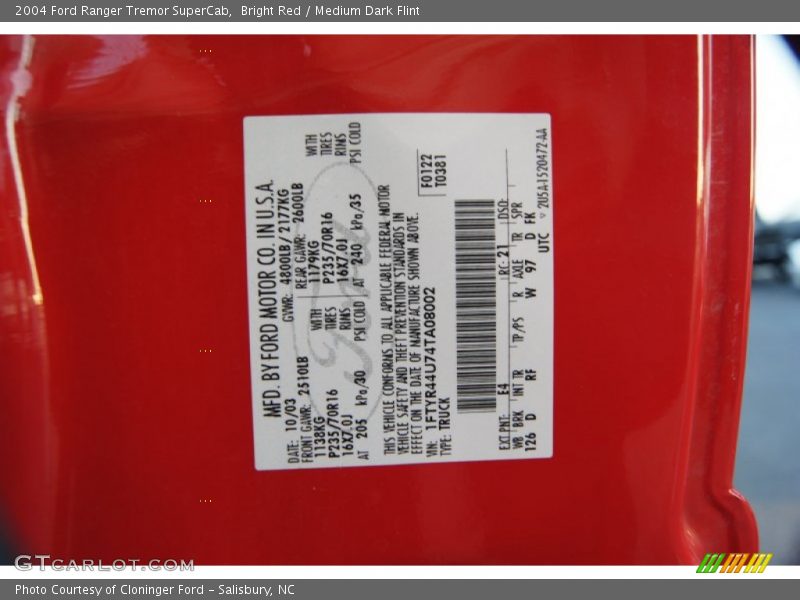 2004 Ford Ranger Tremor SuperCab,  Bright Red / Medium Dark Flint
MFD. BY FORD MOTOR CO. IN U.S.A.
DATE: 10/03 GVWR: 4800LB/ 2177KG
FRONT GAWR: 2510LB REAR GAWR: 2600LB
1138KG WITH 1179KG WITH
P235/70R16 TIRES P235/70R16 TIRES
16X7.0J RIMS 16X7.0J RIMS
AT 205 kPa/30 PSI COLD AT 240 kPa/35 PSI COLD
Ford
THIS VEHICLE CONFORMS TO ALL APPLICABLE FEDERAL MOTOR
VEHICLE SAFETY AND THEFT PREVENTION STANDARDS IN
EFFECT ON THE DATE OF MANUFACTURE SHOWN ABOVE.
F0122
T0381
VIN: 1FTYR44U74TA08002
TYPE: TRUCK
EXT PNT: E4 RC: 21 DSO:
WB BRK INT TR TP/PS R AXLE TR SPR
126 D RF W 97 D FK
UTC
2U5A-1520472-AA
GTCARLOT.COM
Photo Courtesy of Cloninger Ford - Salisbury, NC